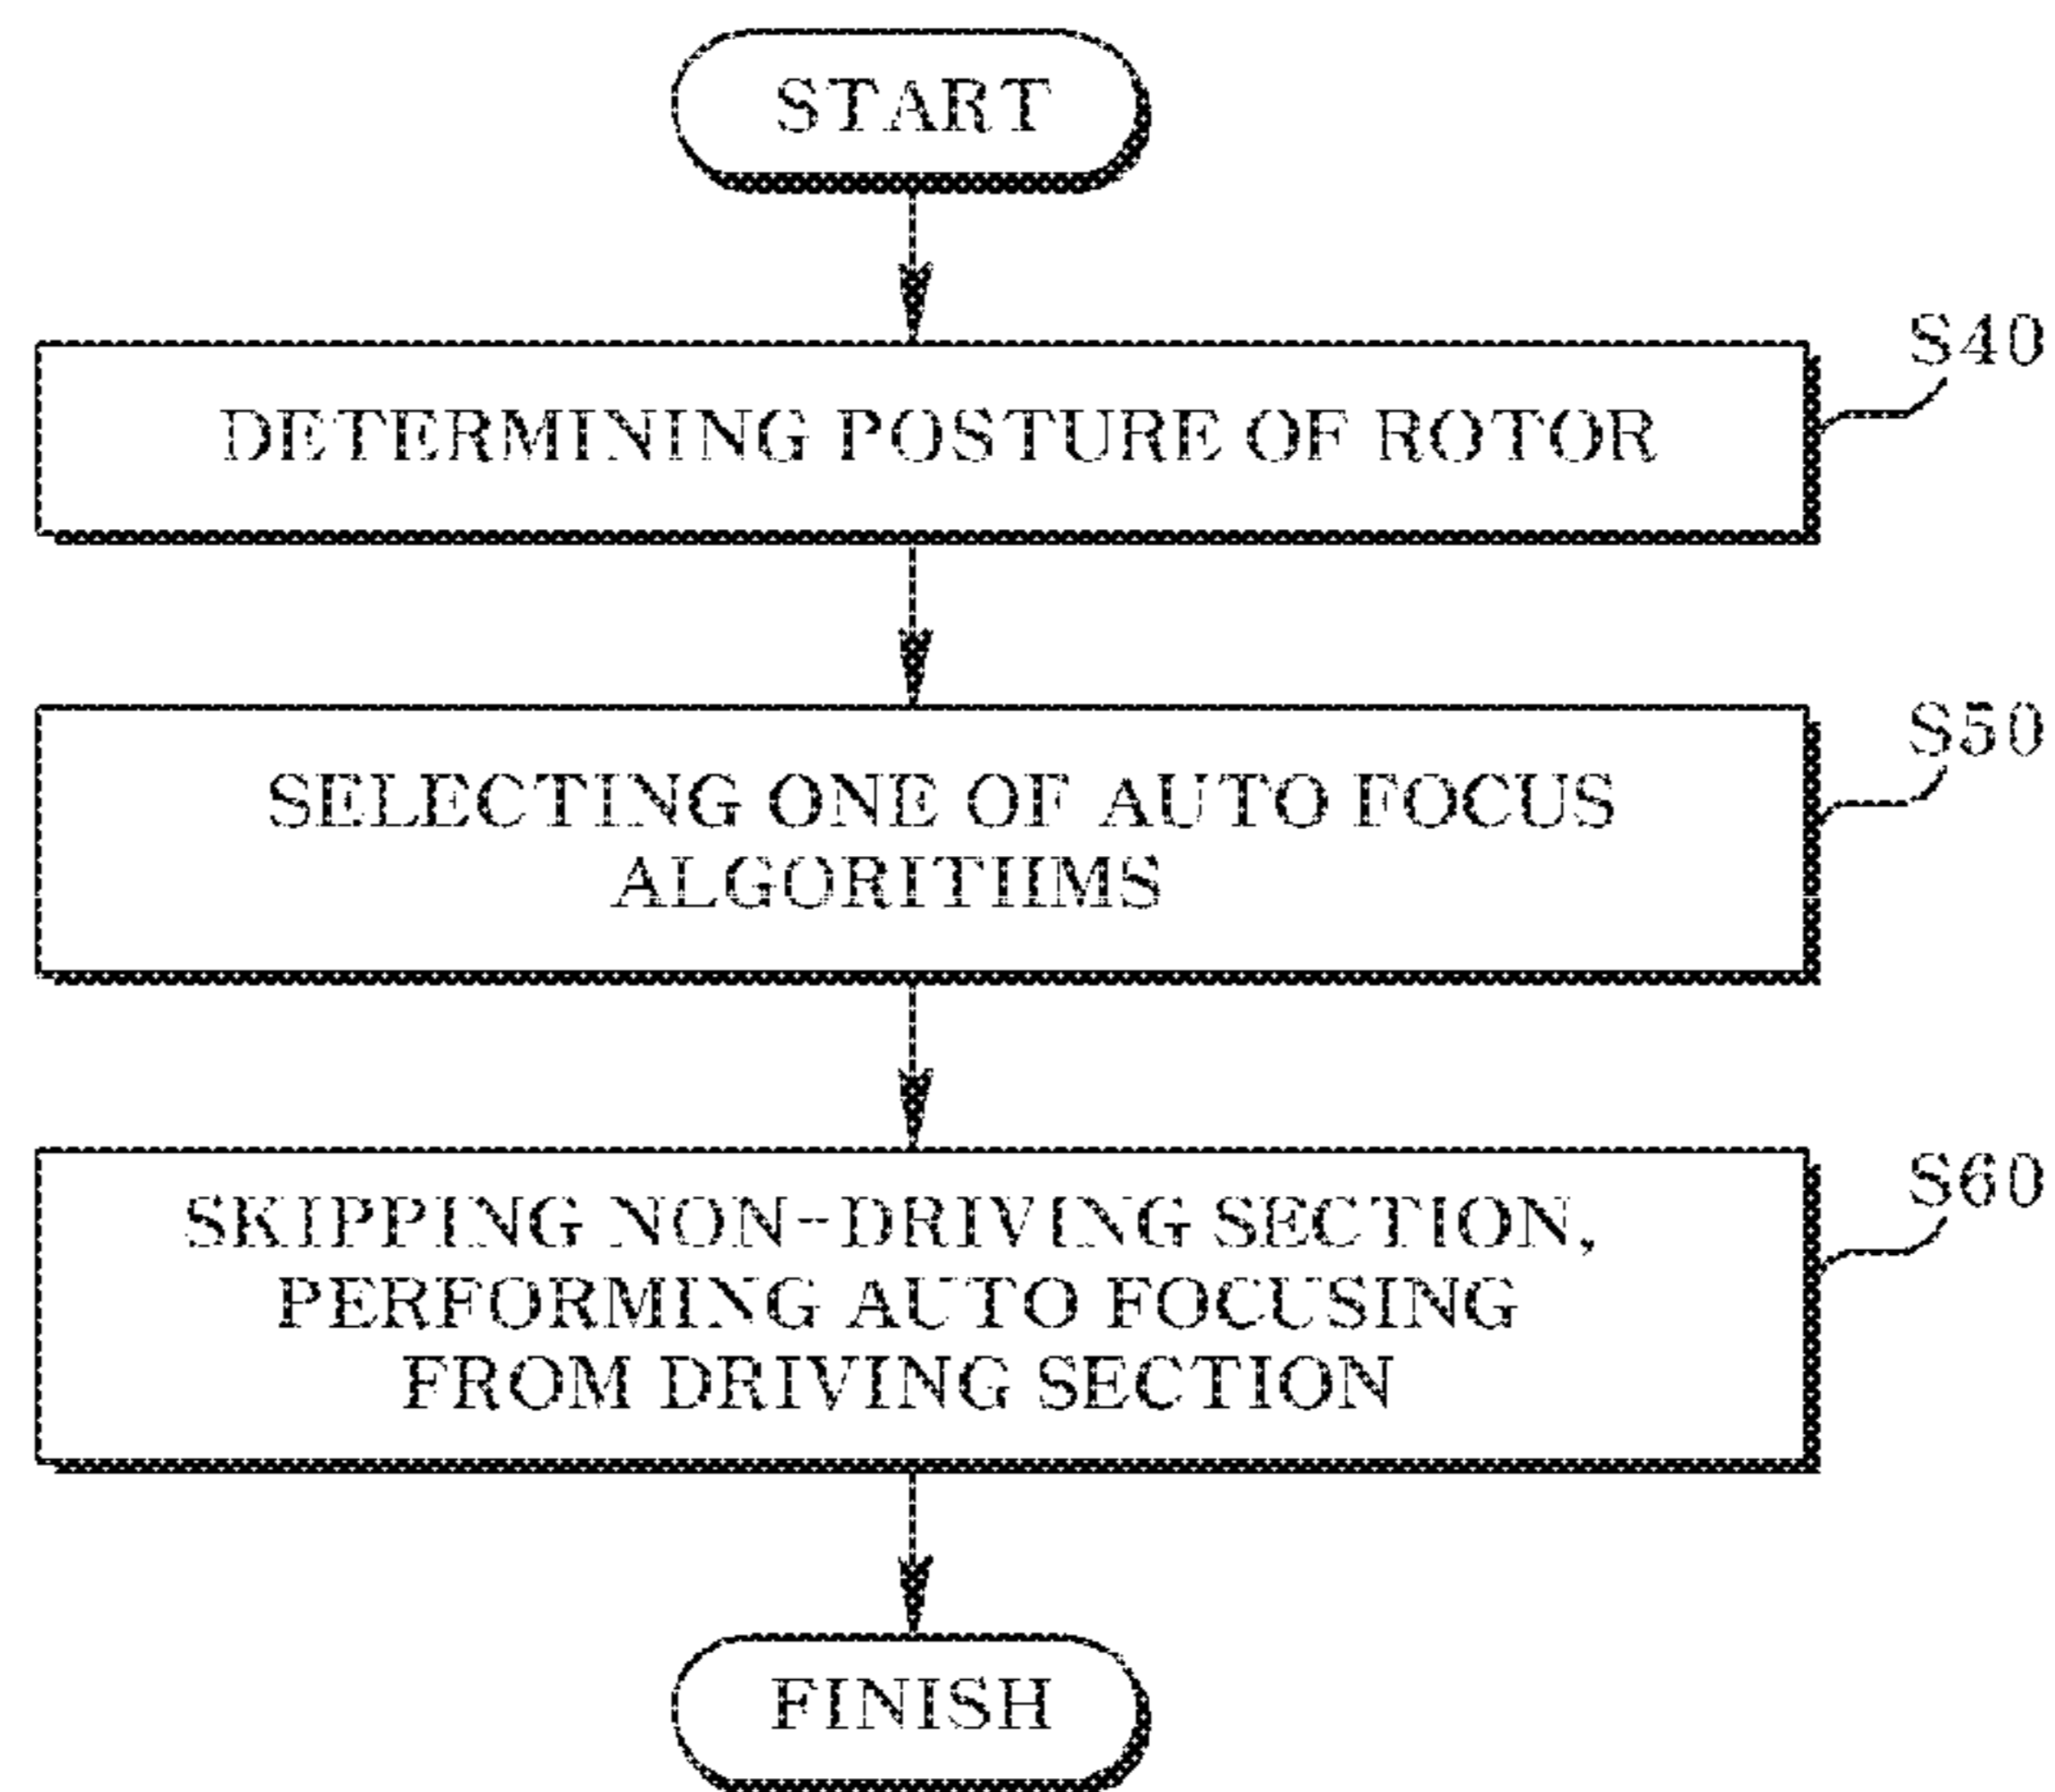 START
S40
DETERMINING POSTURE OF ROTOR
S50
SELECTING ONE OF AUTO FOCUS
ALGORITHMS
S60
SKIPPING NON-DRIVING SECTION,
PERFORMING AUTO FOCUSING
FROM DRIVING SECTION
FINISH